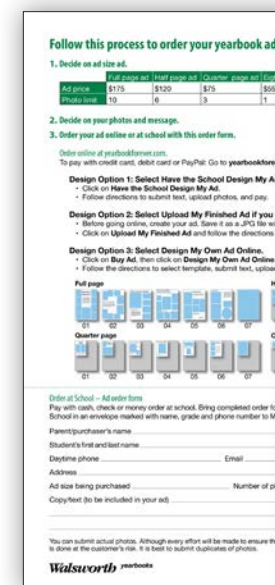 Follow this process to order your yearbook ad
1. Decide on ad size.
Full page ad Half page ad Quarter page ad
Ad price $175 $120 $75
Photo limit 10 6 3 1
2. Decide on your photos and message.
3. Order your ad online or at school with this order form.
Order online at yearbookforever.com.
To pay with credit card, debit card or PayPal: Go to yearbookfore
Design Option 1: Select Have the School Design My A
• Click on Have the School Design My Ad.
• Follow directions to submit text, upload photos, and pay.
Design Option 2: Select Upload My Finished Ad if you
• Before going online, create your ad. Save it as a JPG file
• Click on Upload My Finished Ad and follow the directions
Design Option 3: Select Design My Own Ad Online.
• Click on Buy Ad, then click on Design My Own Ad Online
• Follow the directions to select template, submit text,
Full page
01 02 03 04 05 06 07
Quarter page
01 02 03 04 05 06 07
Order at School – Ad order form
Pay with cash, check or money order at school. Bring completed order
School in an envelope marked with name, grade and phone number to
Parent/purchaser's name
Student's first and last name
Daytime phone Email
Address
Ad size being purchased Number of
Copy/text (to be included in your ad)
You can submit actual photos. Although every effort will be made to ensure
is done at the customer's risk. It is best to submit duplicates of photos.
Walsworth yearbooks